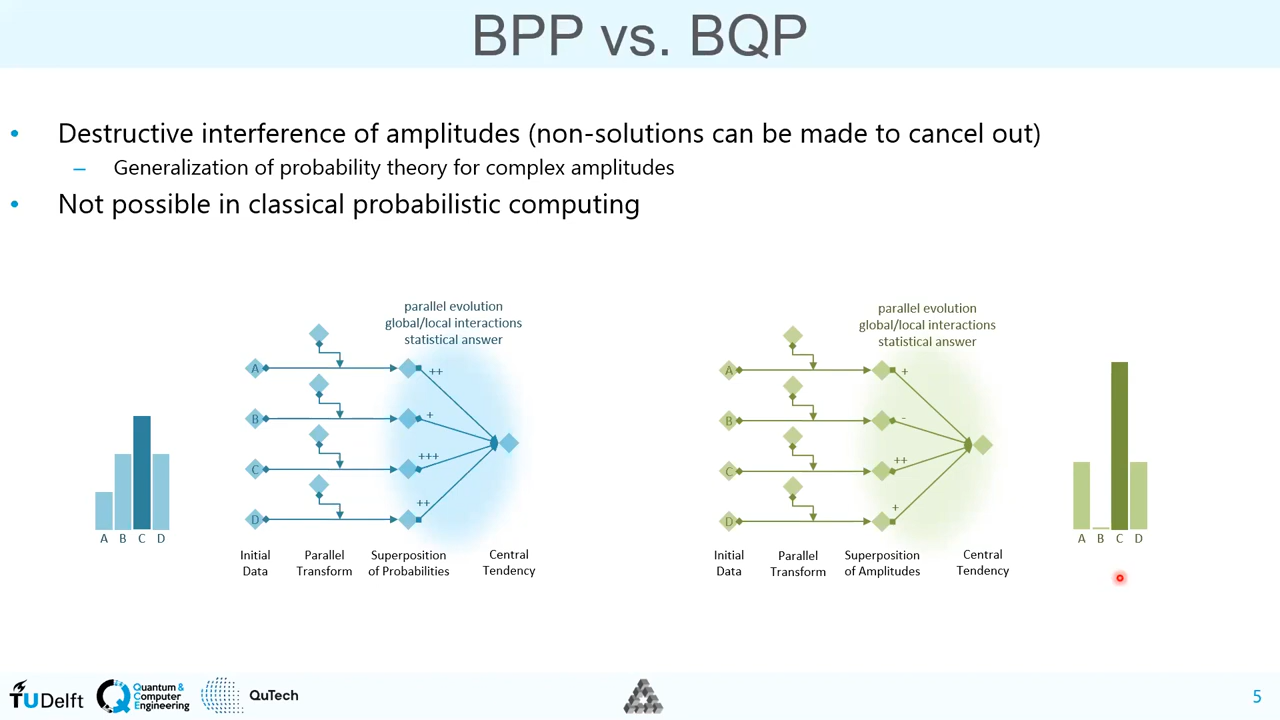 BPP vs. BQP
• Destructive interference of amplitudes (non-solutions can be made to cancel out)
– Generalization of probability theory for complex amplitudes
• Not possible in classical probabilistic computing
parallel evolution
global/local interactions
statistical answer
A ++
B +
C +++
D ++
A B C D
Initial Data
Parallel Transform
Superposition of Probabilities
Central Tendency
parallel evolution
global/local interactions
statistical answer
A +
B -
C ++
D +
A B C D
Initial Data
Parallel Transform
Superposition of Amplitudes
Central Tendency
TUDelft
Quantum &
Computer
Engineering
QuTech
5